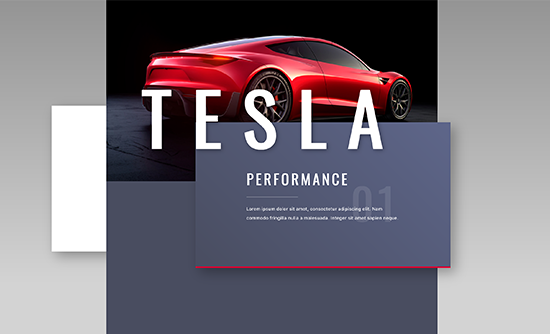 TESLA
PERFORMANCE
01
Lorem ipsum dolor sit amet, consectetur adipiscing elit. Nam
commodo fringilla nulla a malesuada. Integer sit amet sapien neque